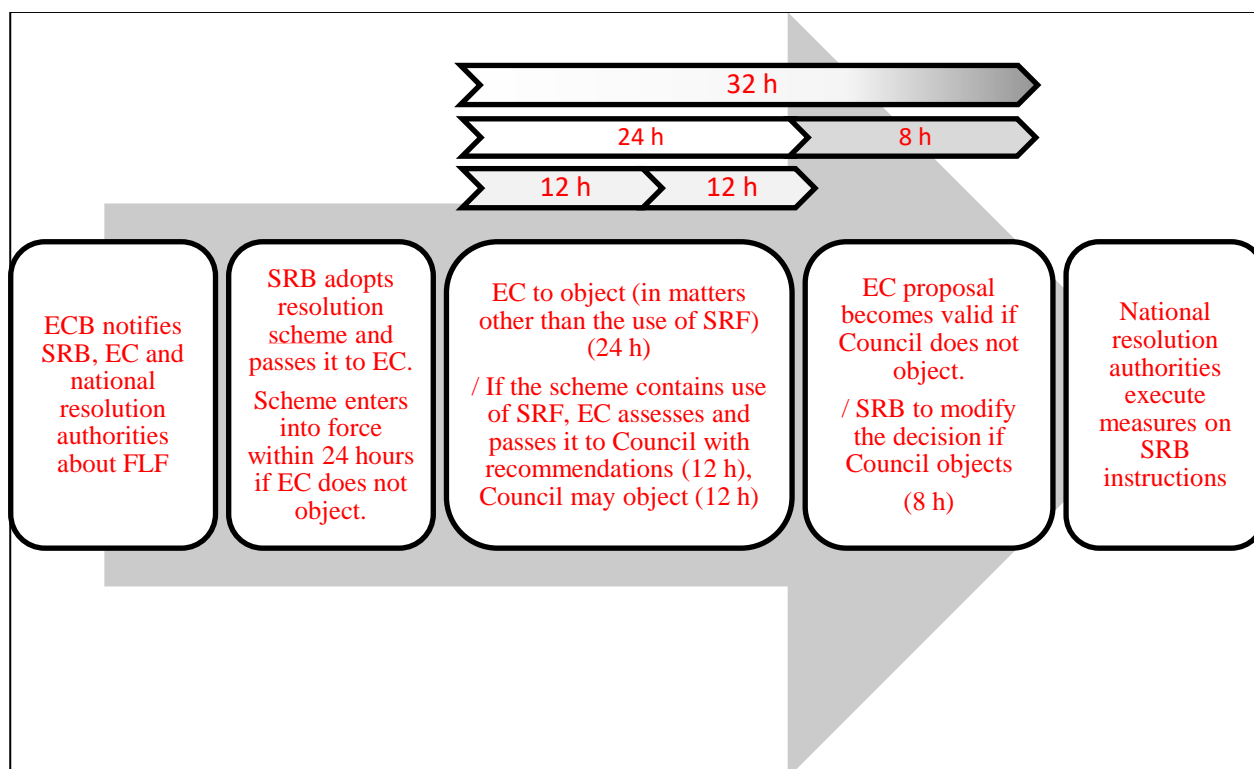 32 h
24 h
8 h
12 h
12 h
ECB notifies
SRB, EC and
national
resolution
authorities
about FLF
SRB adopts
resolution
scheme and
passes it to EC.
Scheme enters
into force
within 24 hours
if EC does not
object.
EC to object (in matters
other than the use of SRF)
(24 h)
/ If the scheme contains use
of SRF, EC assesses and
passes it to Council with
recommendations (12 h),
Council may object (12 h)
EC proposal
becomes valid if
Council does not
object.
/ SRB to modify
the decision if
Council objects
(8 h)
National
resolution
authorities
execute
measures on
SRB
instructions